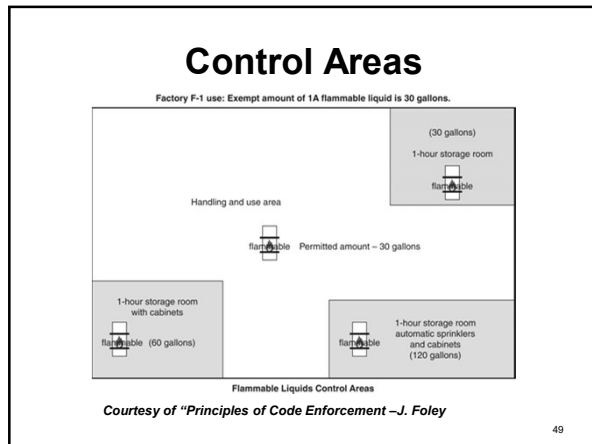 Control Areas
Factory F-1 use: Exempt amount of 1A flammable liquid is 30 gallons.
(30 gallons)
1-hour storage room
flammable
Handling and use area
flammable Permitted amount – 30 gallons
1-hour storage room
with cabinets
flammable (60 gallons)
1-hour storage room
automatic sprinklers
and cabinets
(120 gallons)
flammable
Flammable Liquids Control Areas
Courtesy of “Principles of Code Enforcement –J. Foley
49